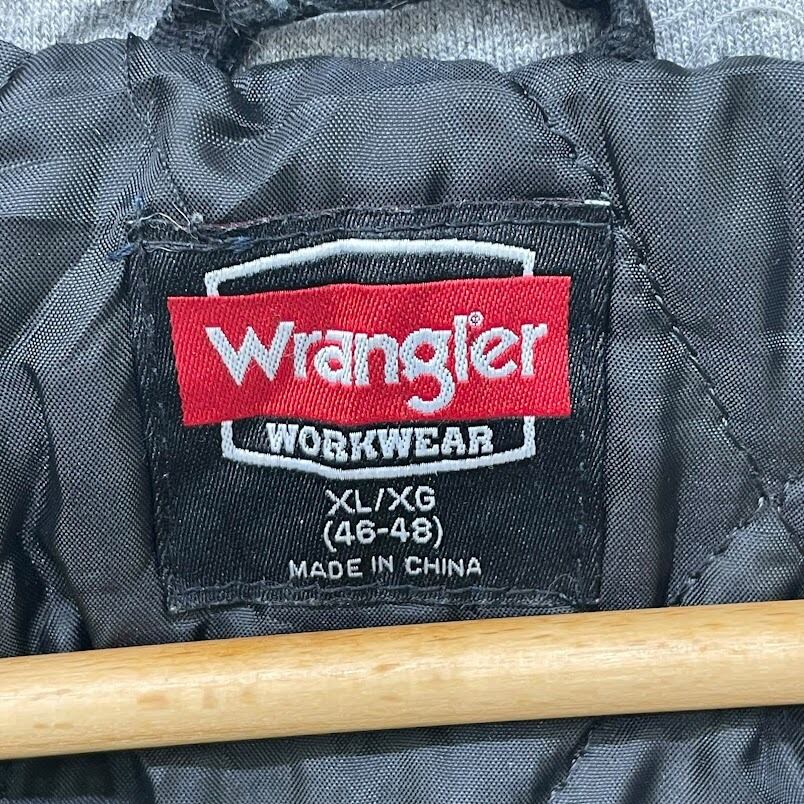 Wrangler®
WORKWEAR
XL/XG
(46-48)
MADE IN CHINA